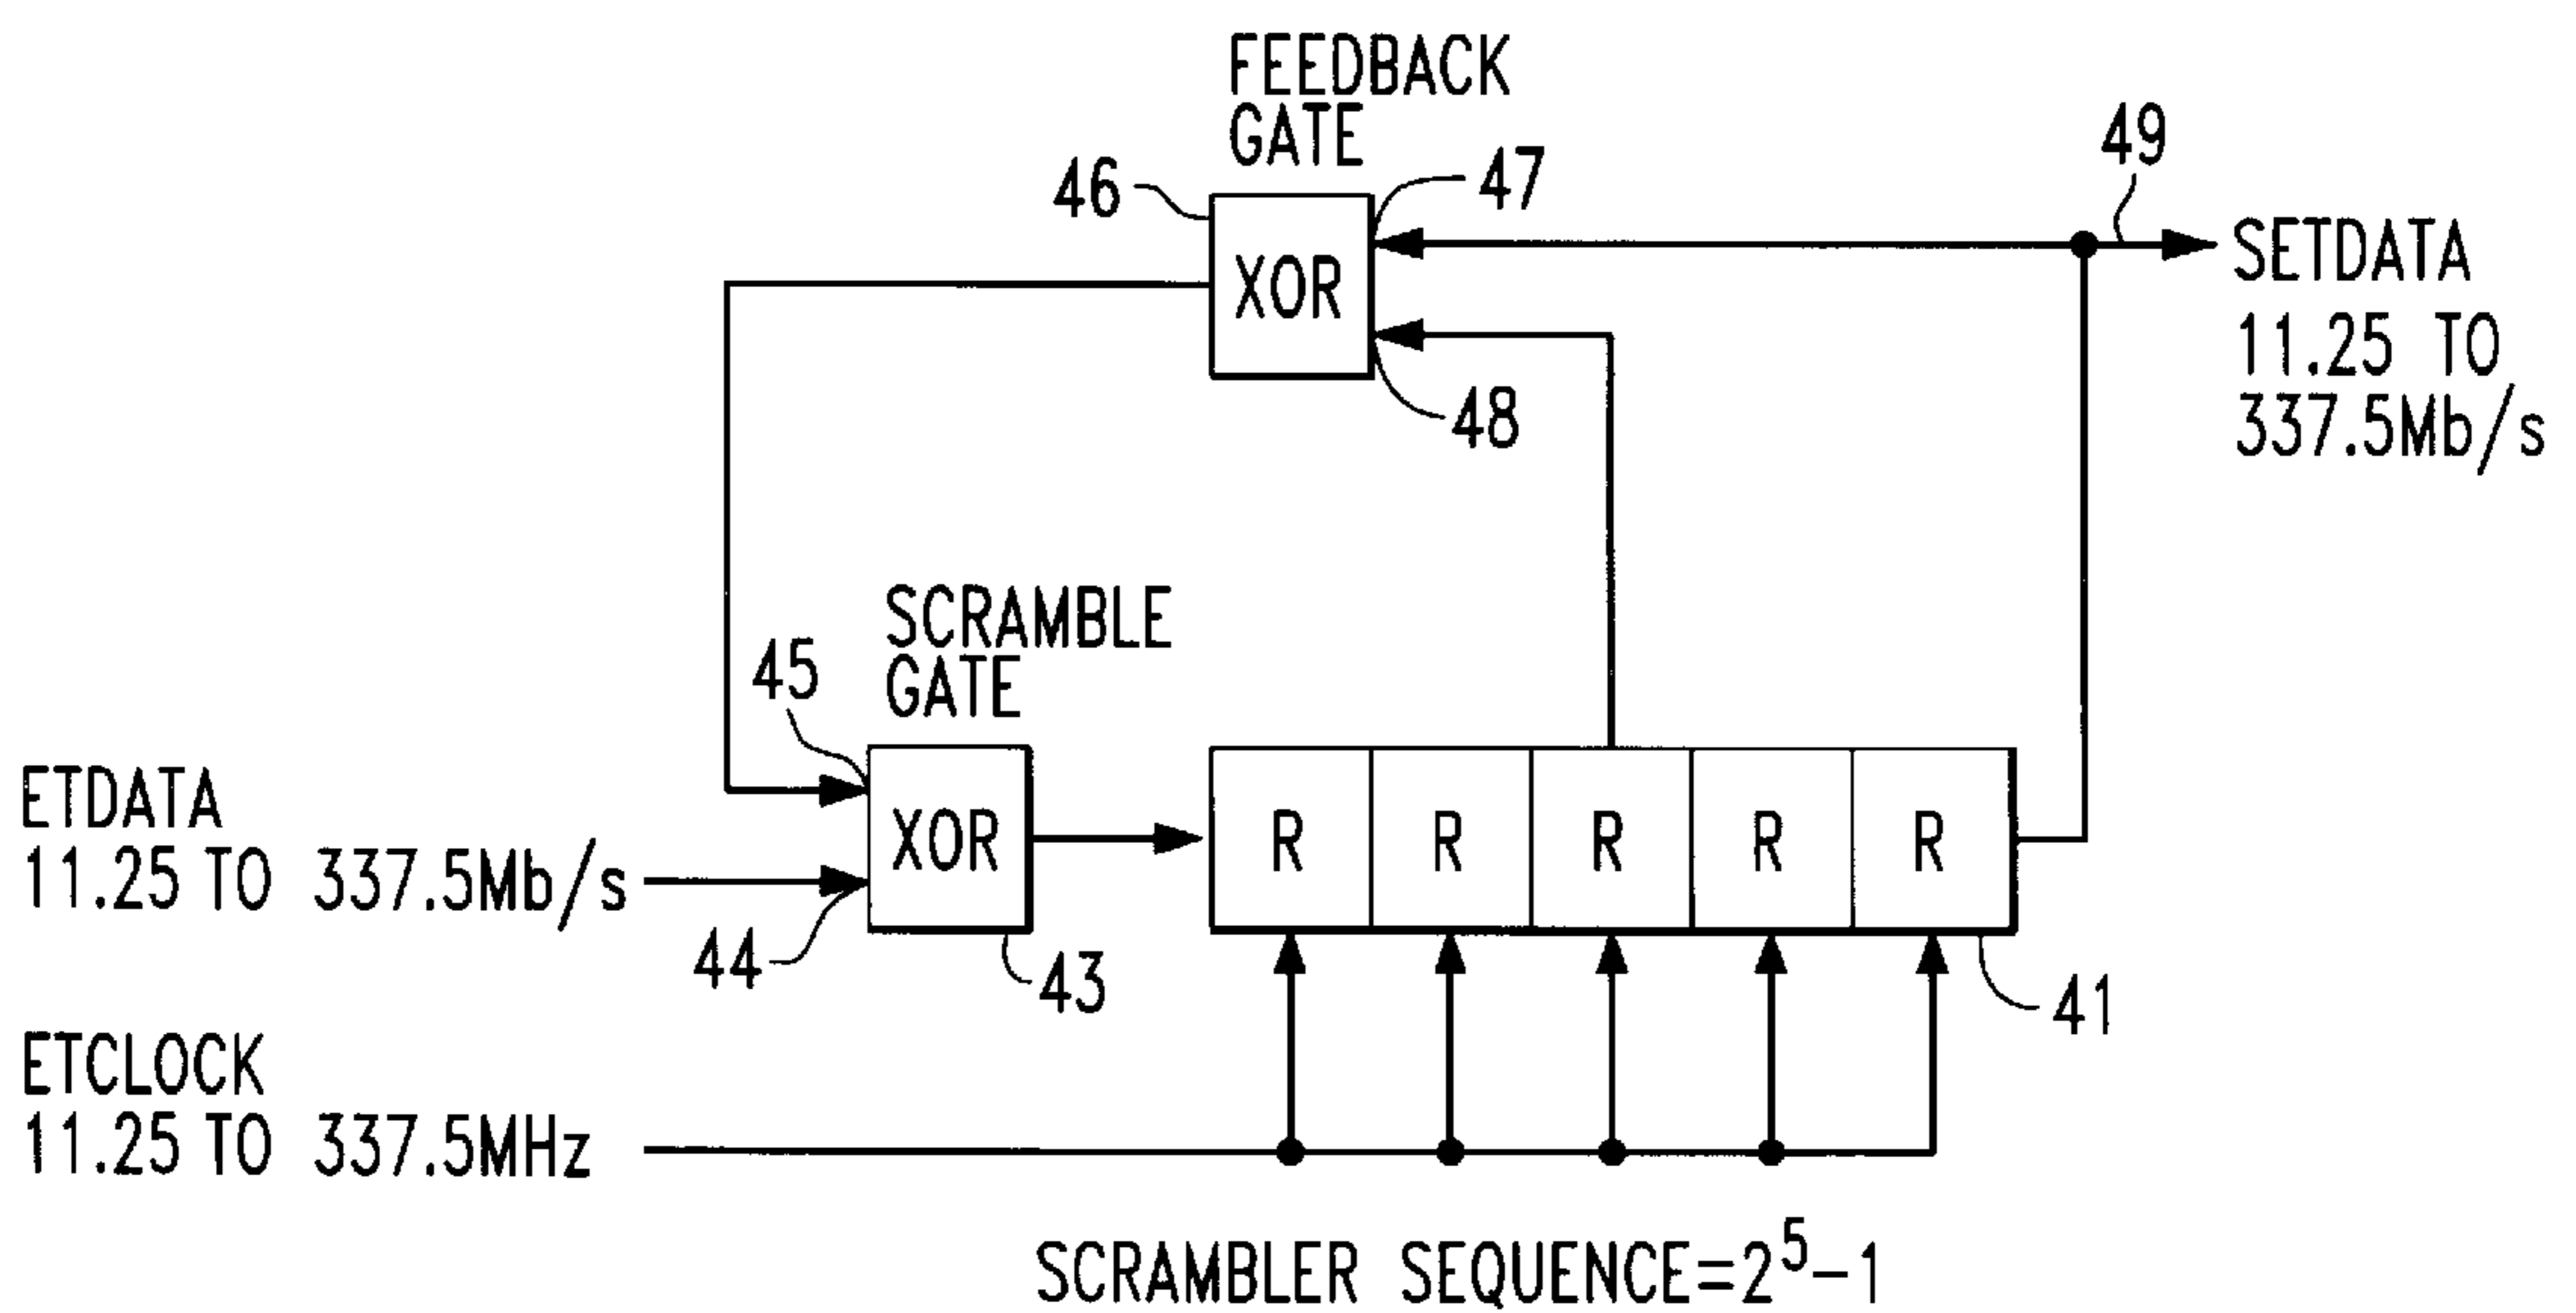 FEEDBACK
GATE
46
47
XOR
48
49
SETDATA
11.25 TO
337.5Mb/s
SCRAMBLE
GATE
45
ETDATA
11.25 TO 337.5Mb/s
XOR
R R R R R
44
43
41
ETCLOCK
11.25 TO 337.5MHz
SCRAMBLER SEQUENCE=2⁵−1